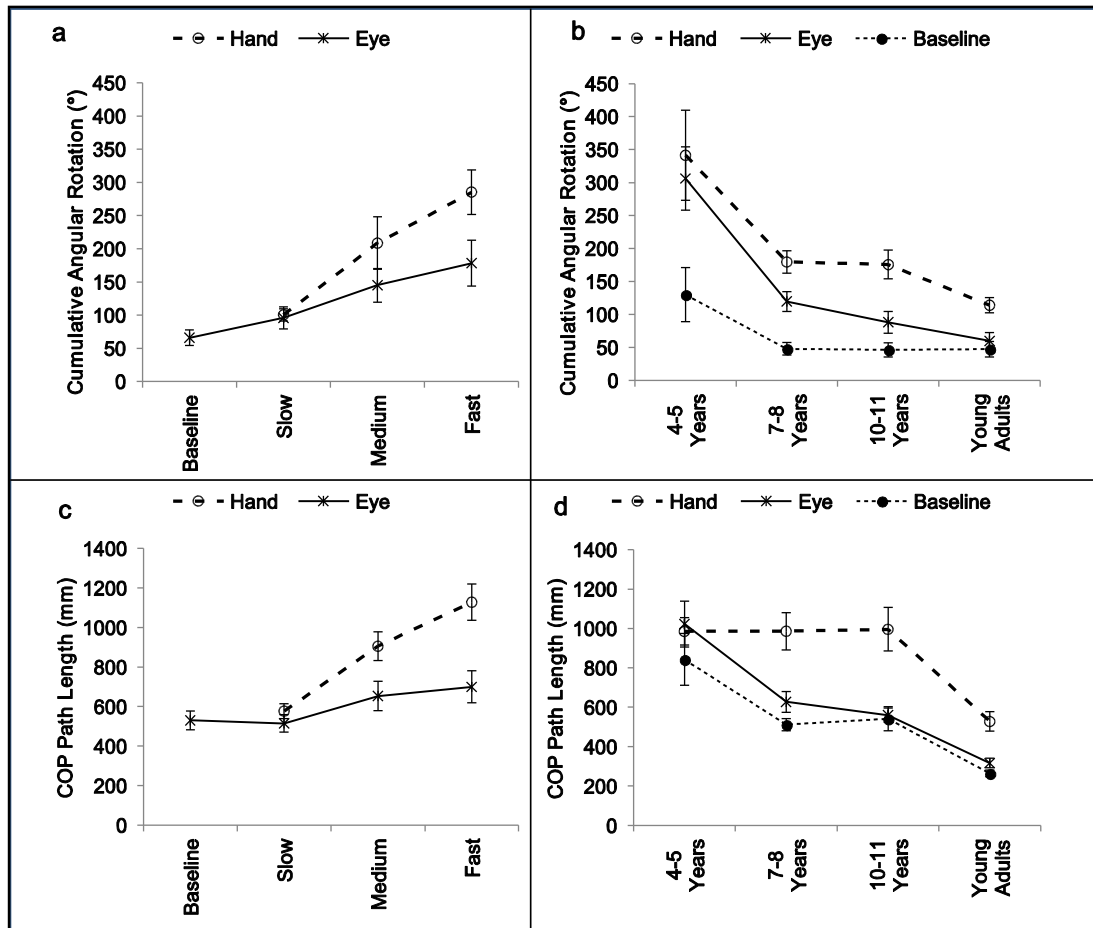 a
Hand Eye
Cumulative Angular Rotation (°)
450
400
350
300
250
200
150
100
50
0
Baseline
Slow
Medium
Fast
b
Hand Eye Baseline
Cumulative Angular Rotation (°)
450
400
350
300
250
200
150
100
50
0
4-5
Years
7-8
Years
10-11
Years
Young
Adults
c
Hand Eye
COP Path Length (mm)
1400
1200
1000
800
600
400
200
0
Baseline
Slow
Medium
Fast
d
Hand Eye Baseline
COP Path Length (mm)
1400
1200
1000
800
600
400
200
0
4-5
Years
7-8
Years
10-11
Years
Young
Adults